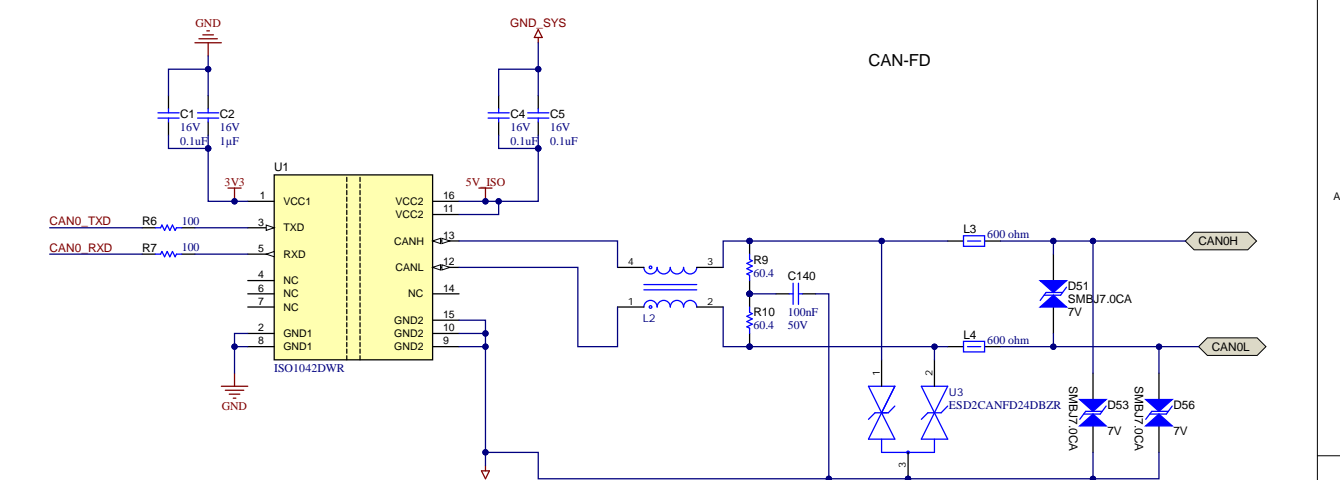 GND
GND_SYS
CAN-FD
C1
16V
0.1uF
C2
16V
1µF
C4
16V
0.1uF
C5
16V
0.1uF
U1
3V3
5V_ISO
1 VCC1
VCC2 16
VCC2 11
CAN0_TXD R6 100 3 TXD
CANH 13
CAN0_RXD R7 100 5 RXD
CANL 12
4 NC
6 NC
7 NC
NC 14
2 GND1
8 GND1
GND2 15
GND2 10
GND2 9
ISO1042DWR
GND
4 3
1 2
L2
R9
60.4
R10
60.4
C140
100nF
50V
L3 600 ohm
CAN0H
L4 600 ohm
CAN0L
D51
SMBJ7.0CA
7V
1
2
3
U3
ESD2CANFD24DBZR
SMBJ7.0CA
D53
7V
SMBJ7.0CA
D56
7V
A